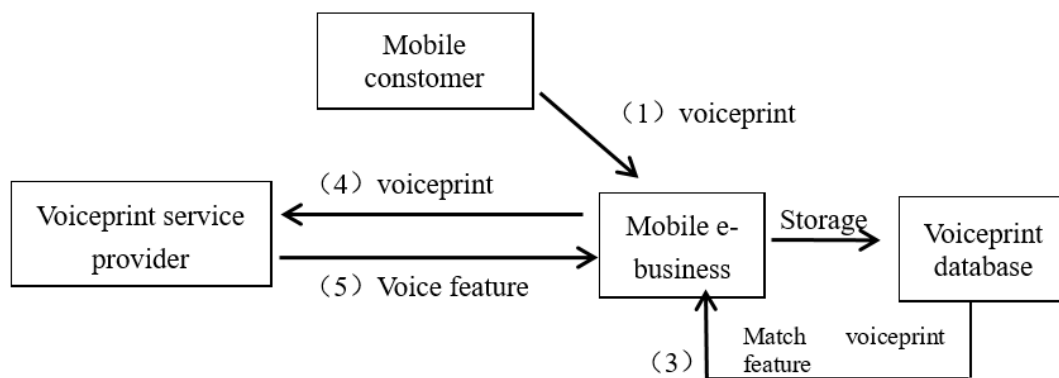 Mobile
constomer
（1）voiceprint
（4）voiceprint
Voiceprint service
provider
Mobile e-
business
Storage
Voiceprint
database
（5）Voice feature
（3）
Match voiceprint
feature